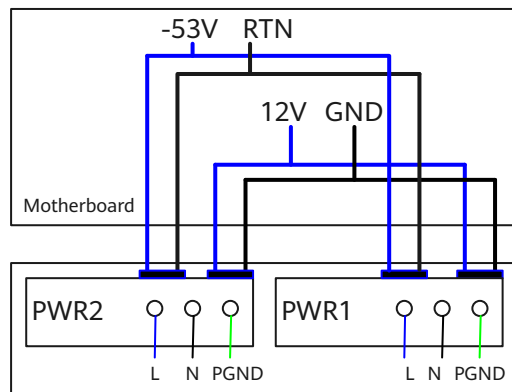 -53V RTN
12V GND
Motherboard
PWR2 PWR1
L N PGND L N PGND